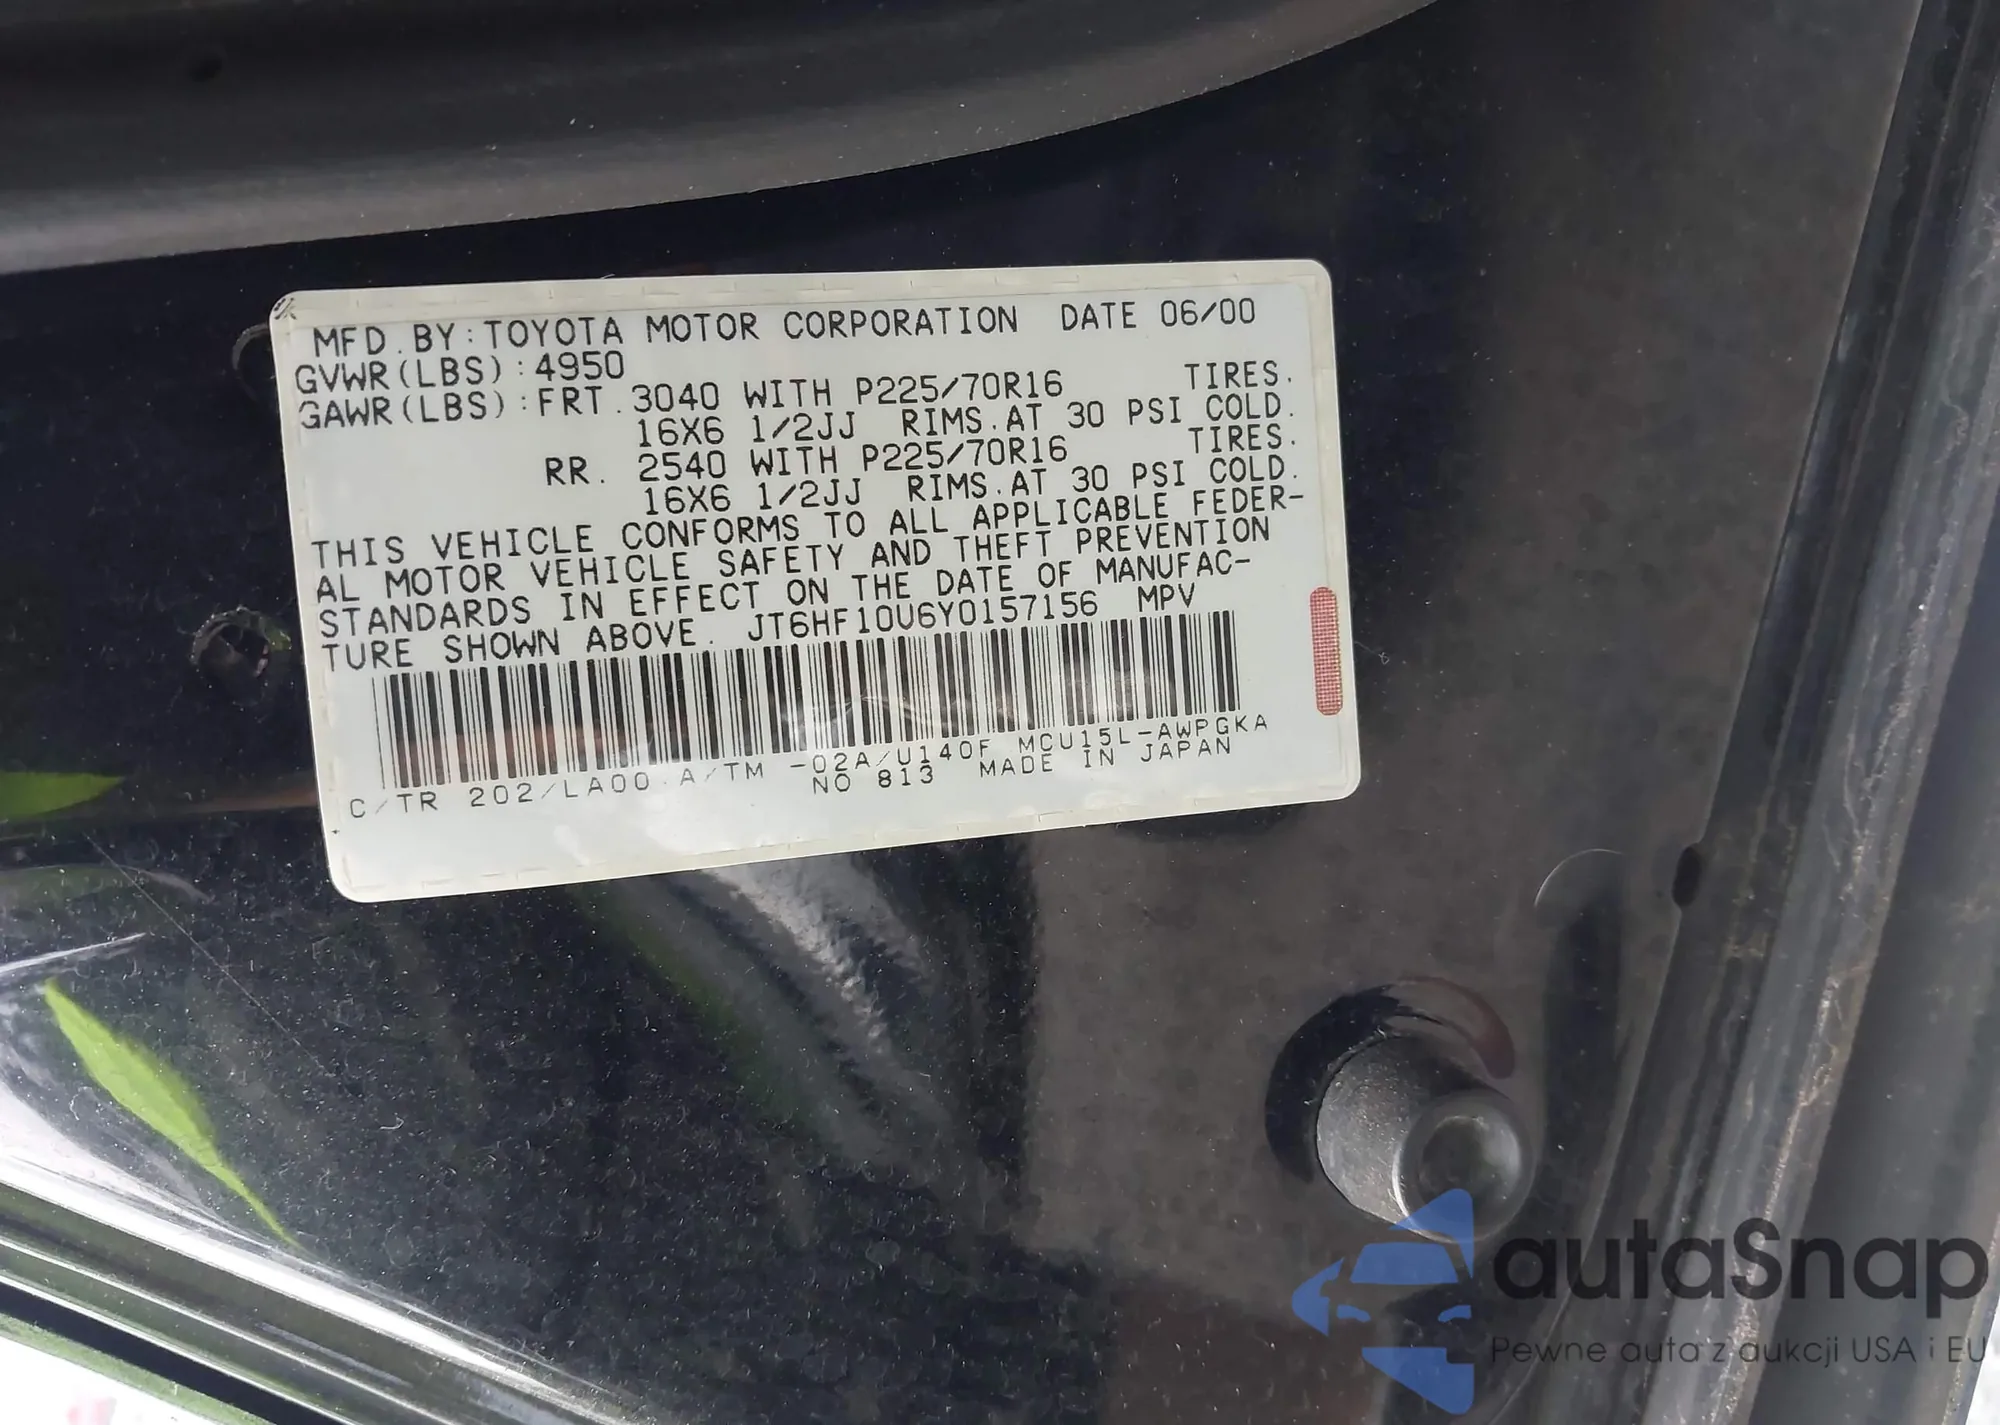 MFD.BY:TOYOTA MOTOR CORPORATION DATE 06/00
GVWR(LBS):4950
GAWR(LBS):FRT.3040 WITH P225/70R16 TIRES.
16X6 1/2JJ RIMS.AT 30 PSI COLD.
RR. 2540 WITH P225/70R16 TIRES.
16X6 1/2JJ RIMS.AT 30 PSI COLD.
THIS VEHICLE CONFORMS TO ALL APPLICABLE FEDER-
AL MOTOR VEHICLE SAFETY AND THEFT PREVENTION
STANDARDS IN EFFECT ON THE DATE OF MANUFAC-
TURE SHOWN ABOVE. JT6HF10U6Y0157156 MPV
C/TR 202/LA00 A/TM -02A/U140F MCU15L-AWPGKA
NO 813 MADE IN JAPAN
autaSnap
Pewne auta z aukcji USA i EU